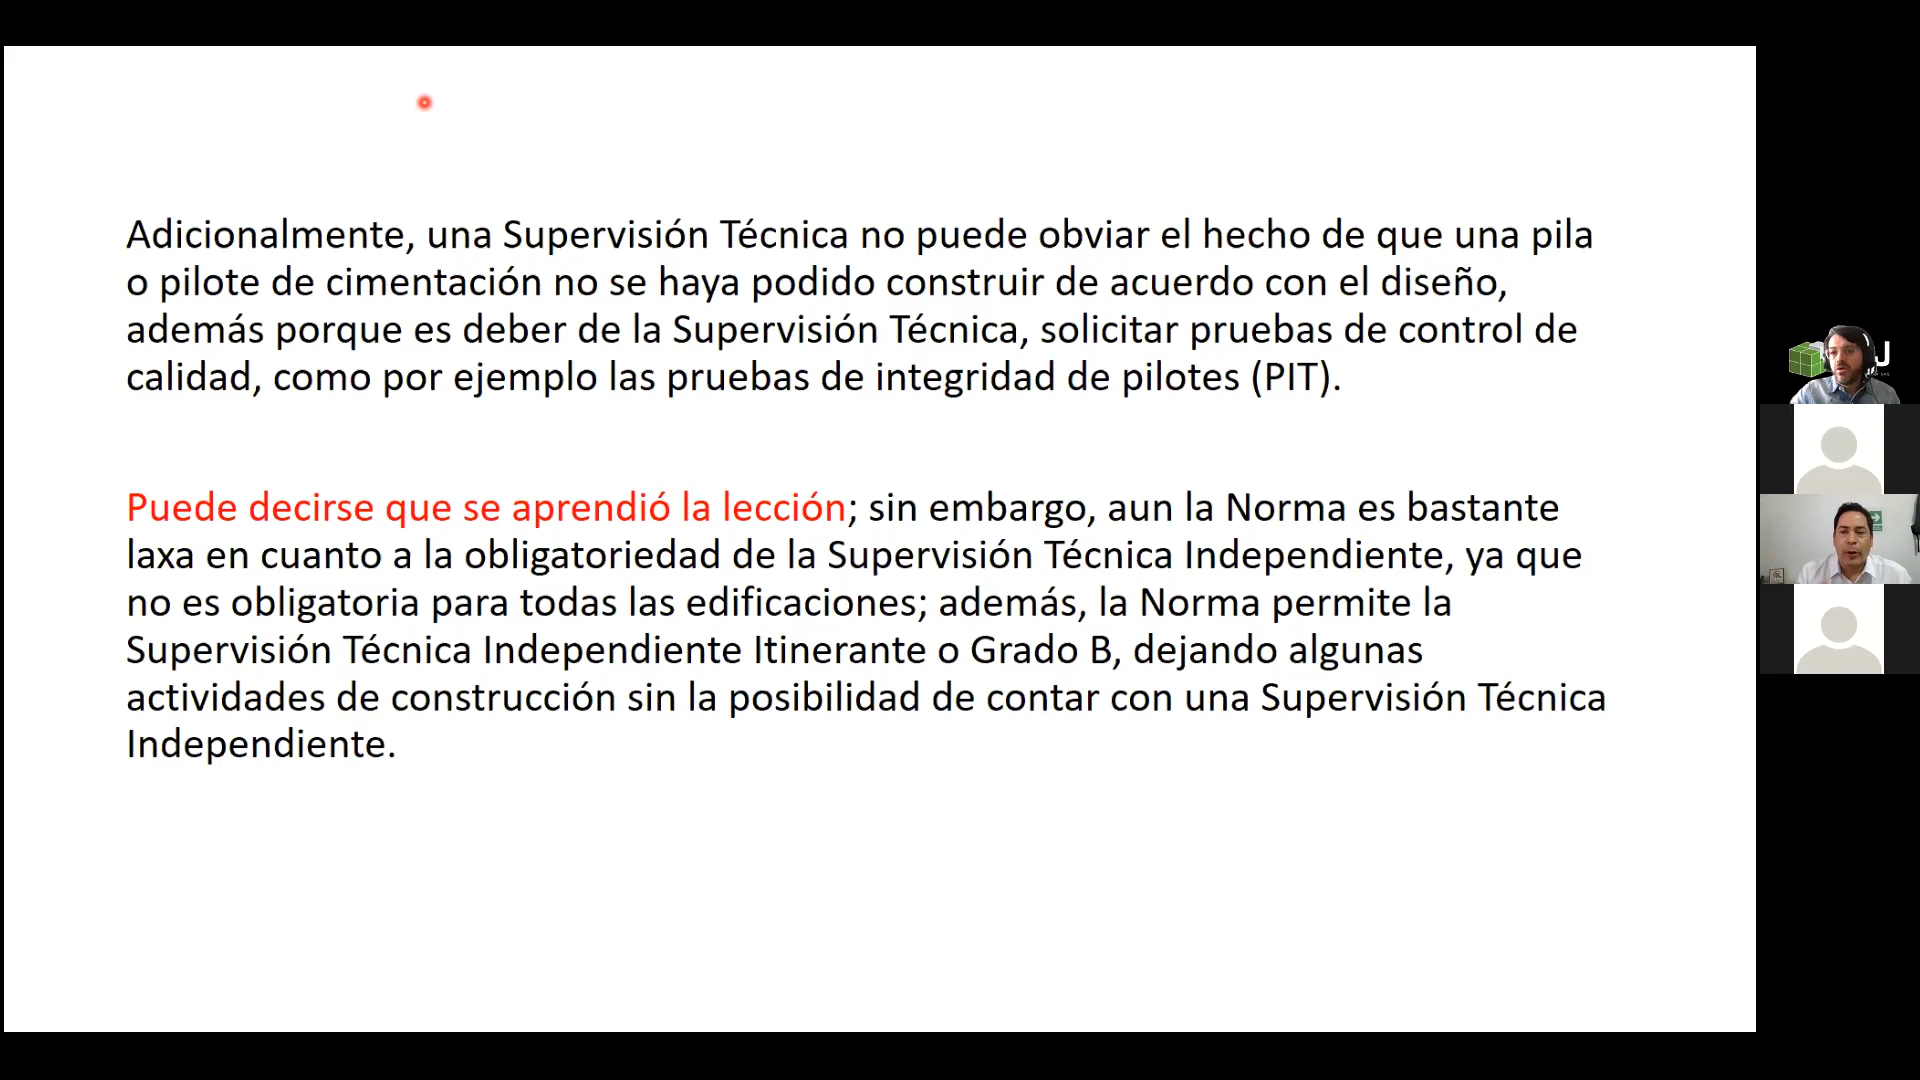 Adicionalmente, una Supervisión Técnica no puede obviar el hecho de que una pila
o pilote de cimentación no se haya podido construir de acuerdo con el diseño,
además porque es deber de la Supervisión Técnica, solicitar pruebas de control de
calidad, como por ejemplo las pruebas de integridad de pilotes (PIT).
Puede decirse que se aprendió la lección; sin embargo, aun la Norma es bastante
laxa en cuanto a la obligatoriedad de la Supervisión Técnica Independiente, ya que
no es obligatoria para todas las edificaciones; además, la Norma permite la
Supervisión Técnica Independiente Itinerante o Grado B, dejando algunas
actividades de construcción sin la posibilidad de contar con una Supervisión Técnica
Independiente.